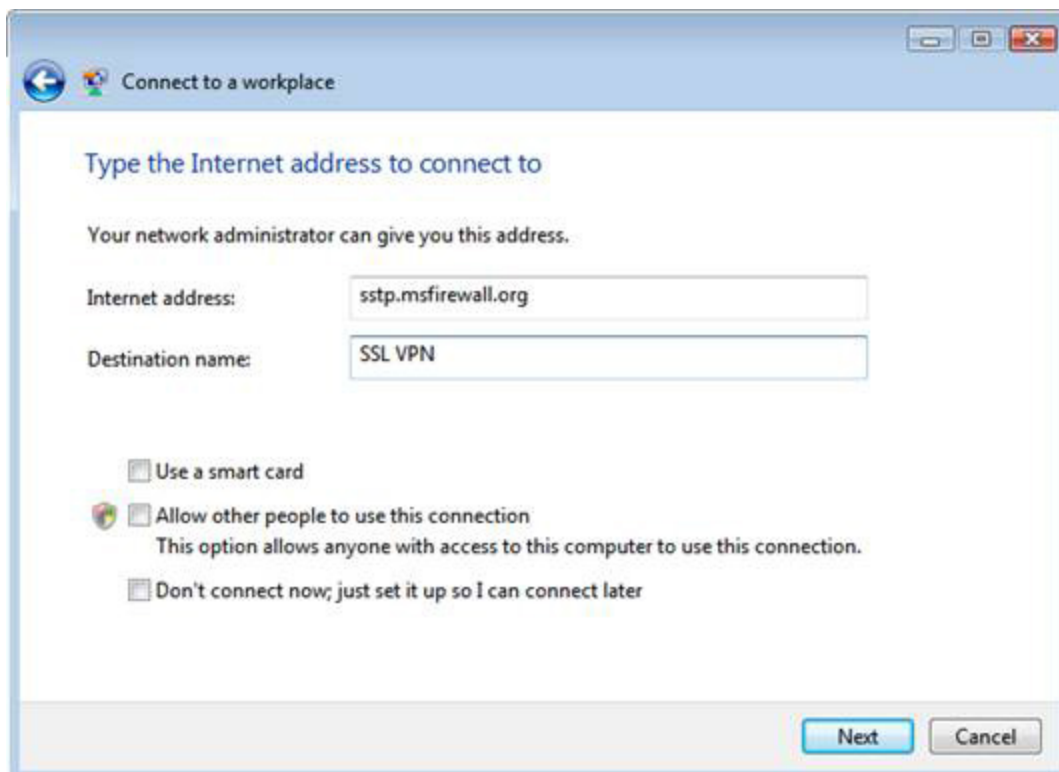 Connect to a workplace
Type the Internet address to connect to
Your network administrator can give you this address.
Internet address: sstp.msfirewall.org
Destination name: SSL VPN
Use a smart card
Allow other people to use this connection
This option allows anyone with access to this computer to use this connection.
Don't connect now; just set it up so I can connect later
Next Cancel